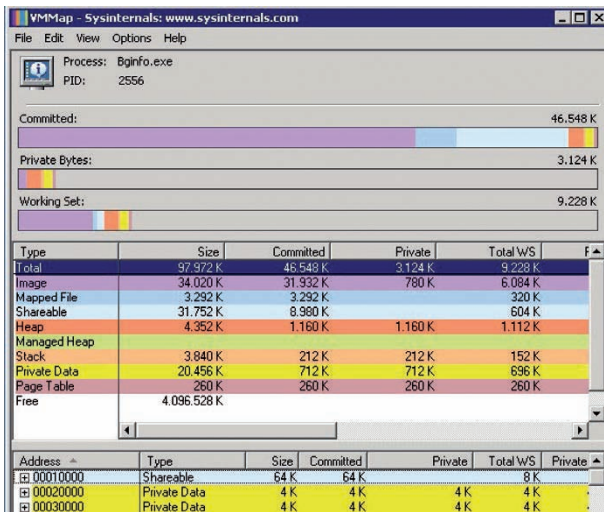 VMMap - Sysinternals: www.sysinternals.com
File Edit View Options Help
Process: Bginfo.exe
PID: 2556
Committed: 46.548 K
Private Bytes: 3.124 K
Working Set: 9.228 K
Type Size Committed Private Total WS
Total 97.972 K 46.548 K 3.124 K 9.228 K
Image 34.020 K 31.932 K 780 K 6.084 K
Mapped File 3.292 K 3.292 K 320 K
Shareable 31.752 K 8.980 K 604 K
Heap 4.352 K 1.160 K 1.160 K 1.112 K
Managed Heap
Stack 3.840 K 212 K 212 K 152 K
Private Data 20.456 K 712 K 712 K 696 K
Page Table 260 K 260 K 260 K 260 K
Free 4.096.528 K
Address Type Size Committed Private Total WS Private
00010000 Shareable 64 K 64 K 8 K
00020000 Private Data 4 K 4 K 4 K 4 K
00030000 Private Data 4 K 4 K 4 K 4 K